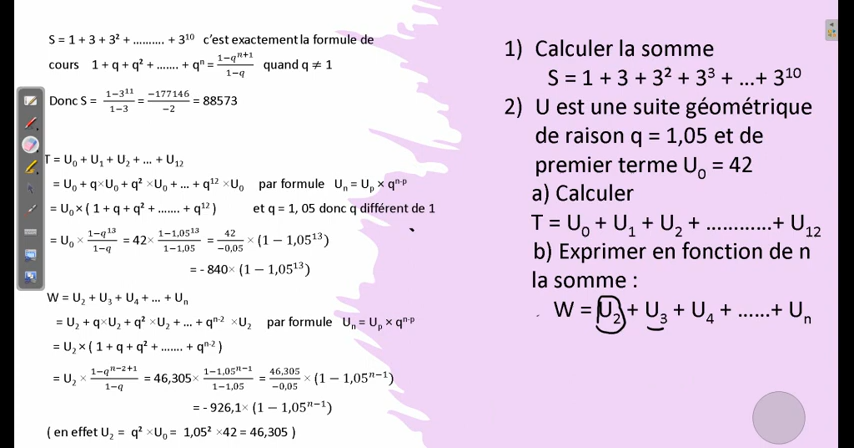 S = 1 + 3 + 3² + .......... + 3¹⁰ c'est exactement la formule de
cours 1 + q + q² + ....... + qⁿ = (1−qⁿ⁺¹)/(1−q) quand q ≠ 1
Donc S = (1−3¹¹)/(1−3) = (−177146)/(−2) = 88573
T = U₀ + U₁ + U₂ + ... + U₁₂
= U₀ + q×U₀ + q² ×U₀ + ... + q¹² ×U₀ par formule Uₙ = Uₚ × qⁿ⁻ᵖ
= U₀ × ( 1 + q + q² + ....... + q¹² ) et q = 1, 05 donc q différent de 1
= U₀ × (1−q¹³)/(1−q) = 42× (1−1,05¹³)/(1−1,05) = 42/(−0,05) × (1 − 1,05¹³)
= - 840× (1 − 1,05¹³)
W = U₂ + U₃ + U₄ + ... + Uₙ
= U₂ + q×U₂ + q² ×U₂ + ... + qⁿ⁻² ×U₂ par formule Uₙ = Uₚ × qⁿ⁻ᵖ
= U₂ × ( 1 + q + q² + ....... + qⁿ⁻² )
= U₂ × (1−qⁿ⁻²⁺¹)/(1−q) = 46,305× (1−1,05ⁿ⁻¹)/(1−1,05) = 46,305/(−0,05) × (1 − 1,05ⁿ⁻¹)
= - 926,1× (1 − 1,05ⁿ⁻¹)
( en effet U₂ = q² ×U₀ = 1,05² ×42 = 46,305 )
1) Calculer la somme
S = 1 + 3 + 3² + 3³ + ...+ 3¹⁰
2) U est une suite géométrique
de raison q = 1,05 et de
premier terme U₀ = 42
a) Calculer
T = U₀ + U₁ + U₂ + ............+ U₁₂
b) Exprimer en fonction de n
la somme :
W = U₂ + U₃ + U₄ + ......+ Uₙ